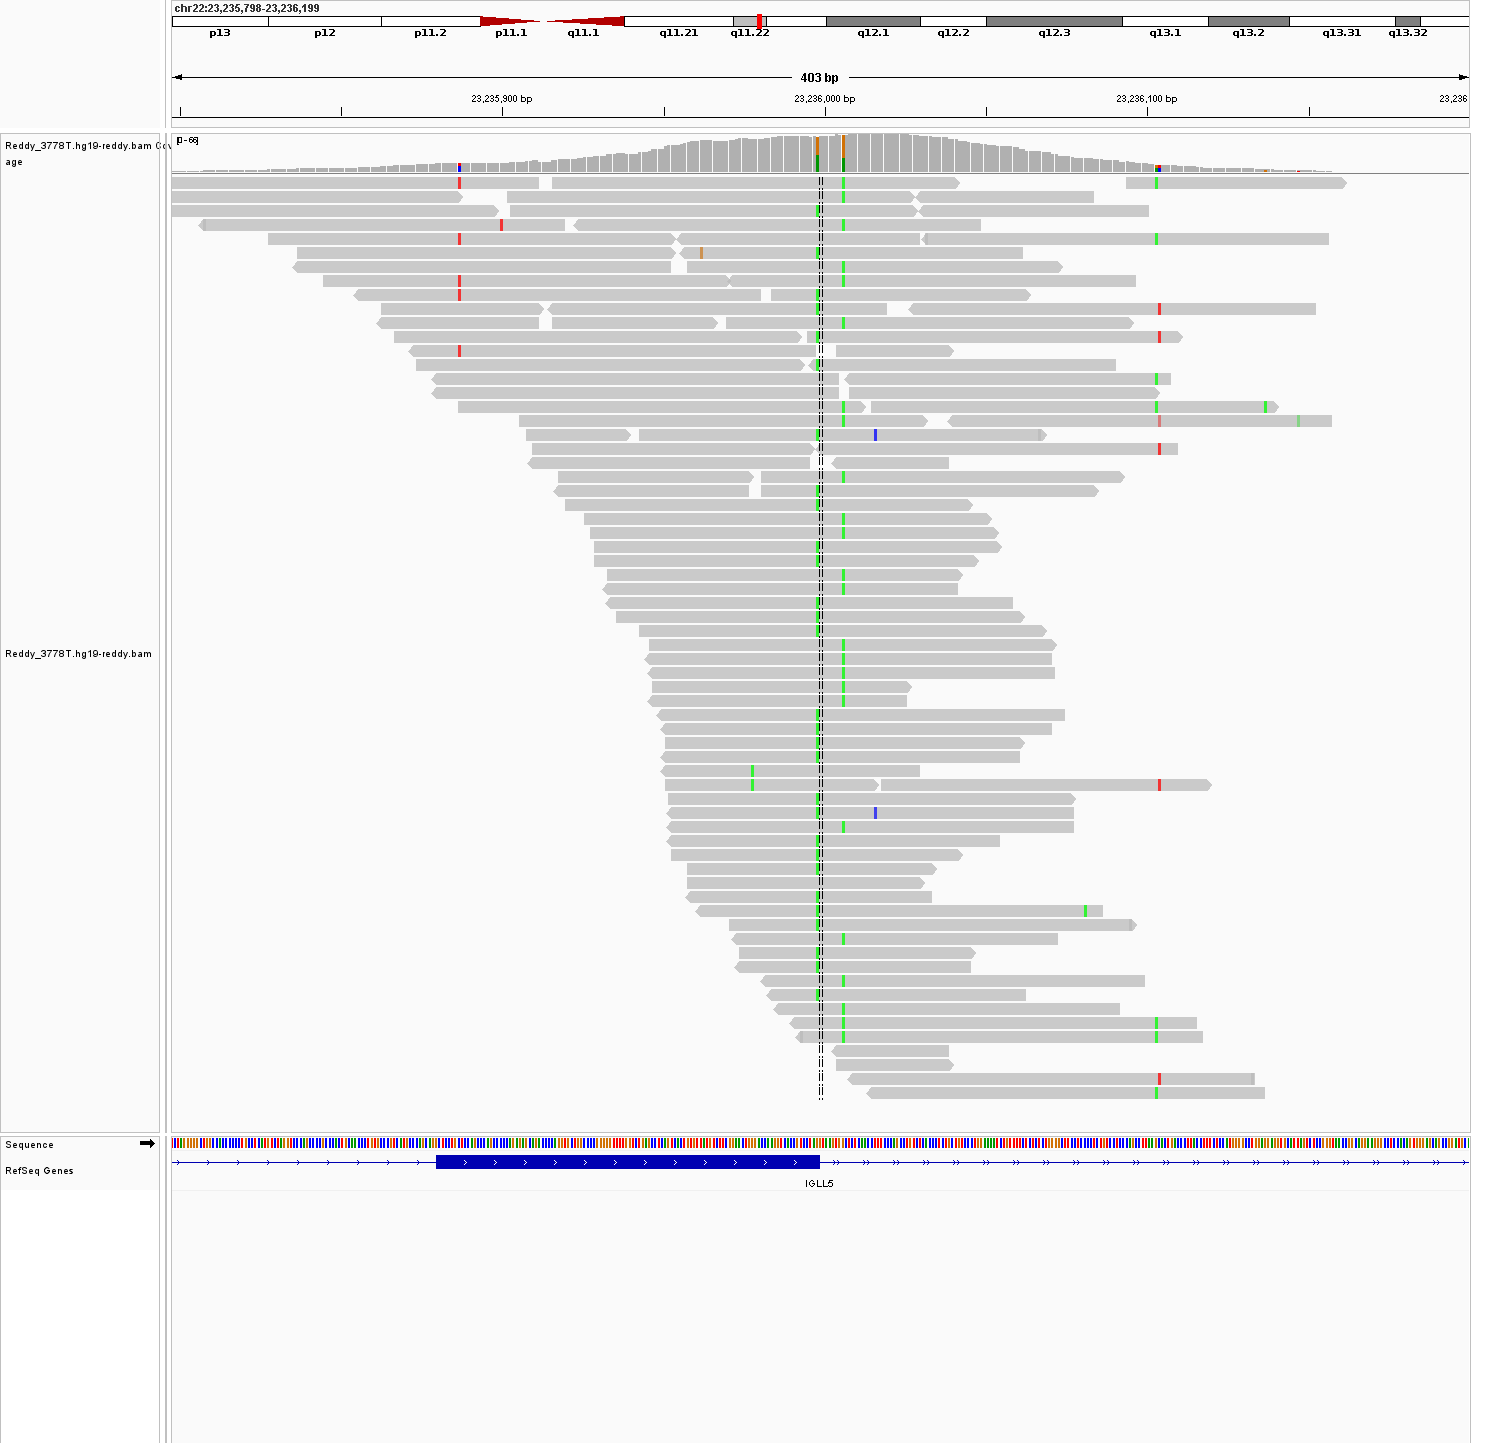 chr22:23,235,798-23,236,199
p13 p12 p11.2 p11.1 q11.1 q11.21 q11.22 q12.1 q12.2 q12.3 q13.1 q13.2 q13.31 q13.32
403 bp
23,235,900 bp 23,236,000 bp 23,236,100 bp 23,236
Reddy_3778T.hg19-reddy.bam Cov
age
[0 - 66]
Reddy_3778T.hg19-reddy.bam
Sequence
RefSeq Genes
IGLL5